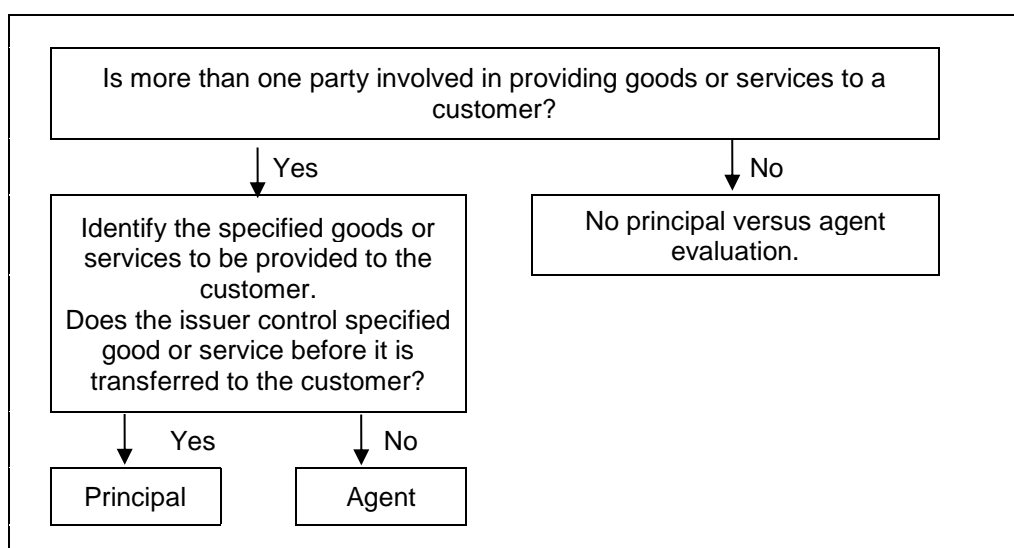 Is more than one party involved in providing goods or services to a
customer?
Yes
No
Identify the specified goods or
services to be provided to the
customer.
Does the issuer control specified
good or service before it is
transferred to the customer?
No principal versus agent
evaluation.
Yes
No
Principal
Agent